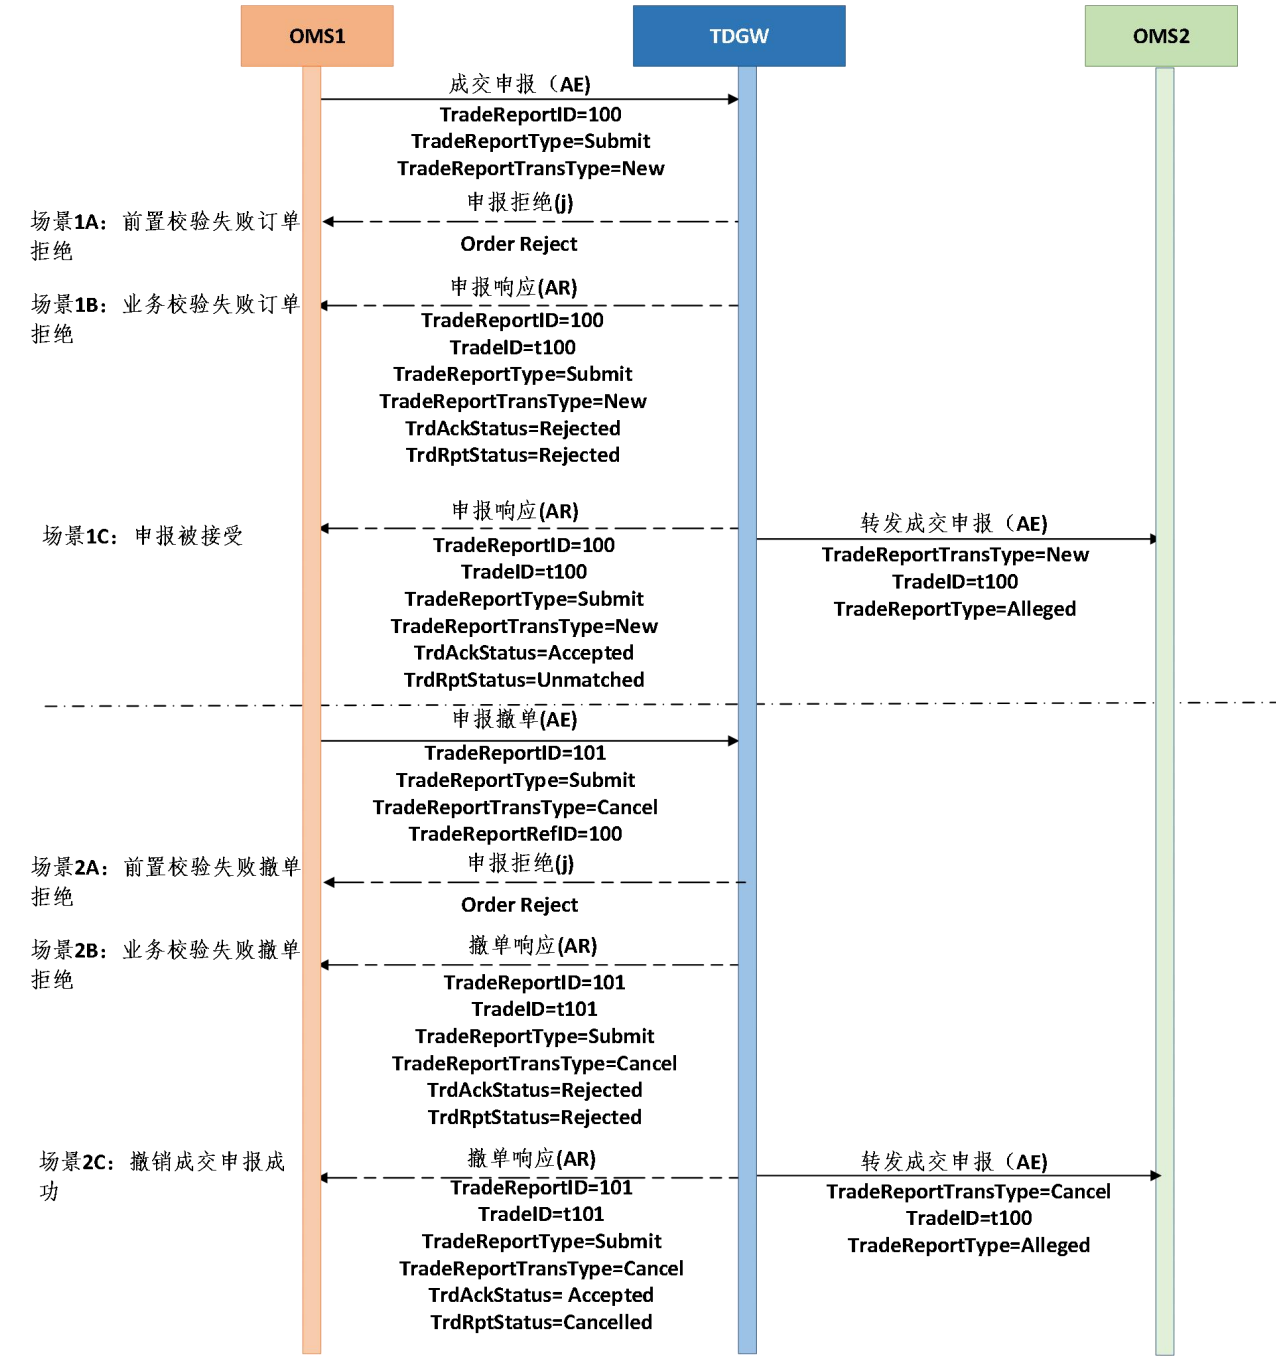 OMS1
TDGW
OMS2
成交申报（AE)
TradeReportID=100
TradeReportType=Submit
TradeReportTransType=New
申报拒绝(j)
场景1A：前置校验失败订单
拒绝
Order Reject
申报响应(AR)
场景1B：业务校验失败订单
拒绝
TradeReportID=100
TradeID=t100
TradeReportType=Submit
TradeReportTransType=New
TrdAckStatus=Rejected
TrdRptStatus=Rejected
场景1C：申报被接受
申报响应(AR)
TradeReportID=100
TradeID=t100
TradeReportType=Submit
TradeReportTransType=New
TrdAckStatus=Accepted
TrdRptStatus=Unmatched
转发成交申报（AE)
TradeReportTransType=New
TradeID=t100
TradeReportType=Alleged
申报撤单(AE)
TradeReportID=101
TradeReportType=Submit
TradeReportTransType=Cancel
TradeReportRefID=100
场景2A：前置校验失败撤单
拒绝
申报拒绝(j)
Order Reject
场景2B：业务校验失败撤单
拒绝
撤单响应(AR)
TradeReportID=101
TradeID=t101
TradeReportType=Submit
TradeReportTransType=Cancel
TrdAckStatus=Rejected
TrdRptStatus=Rejected
场景2C：撤销成交申报成
功
撤单响应(AR)
TradeReportID=101
TradeID=t101
TradeReportType=Submit
TradeReportTransType=Cancel
TrdAckStatus= Accepted
TrdRptStatus=Cancelled
转发成交申报（AE)
TradeReportTransType=Cancel
TradeID=t100
TradeReportType=Alleged